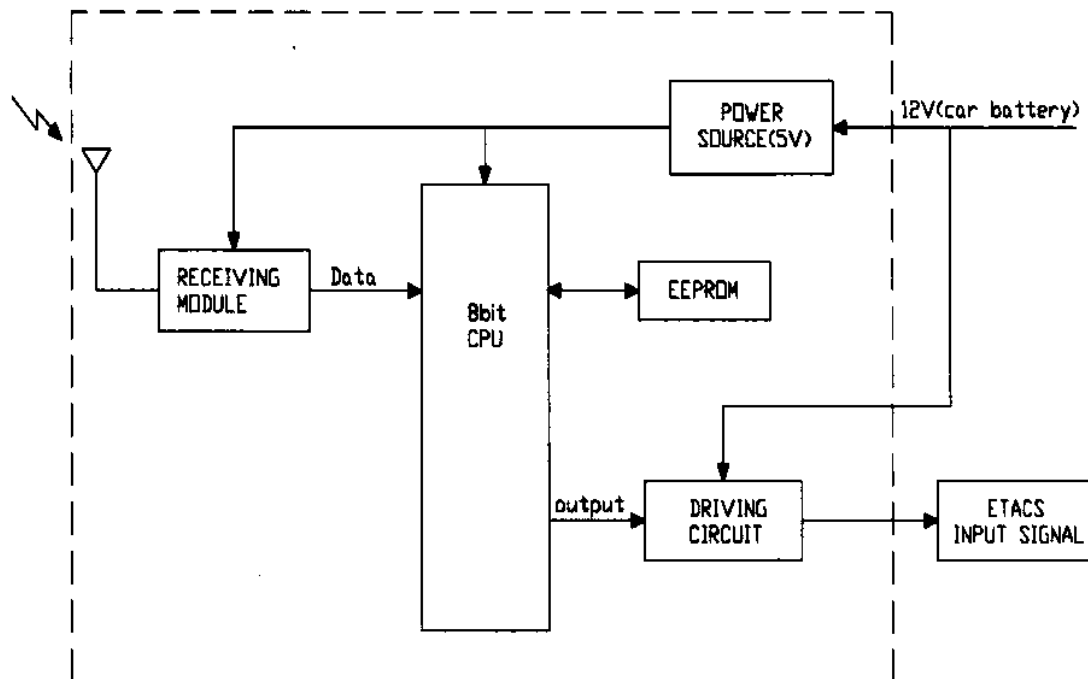 POWER
SOURCE(5V)
12V(car battery)
RECEIVING
MODULE
Data
8bit
CPU
EEPROM
output
DRIVING
CIRCUIT
ETACS
INPUT SIGNAL